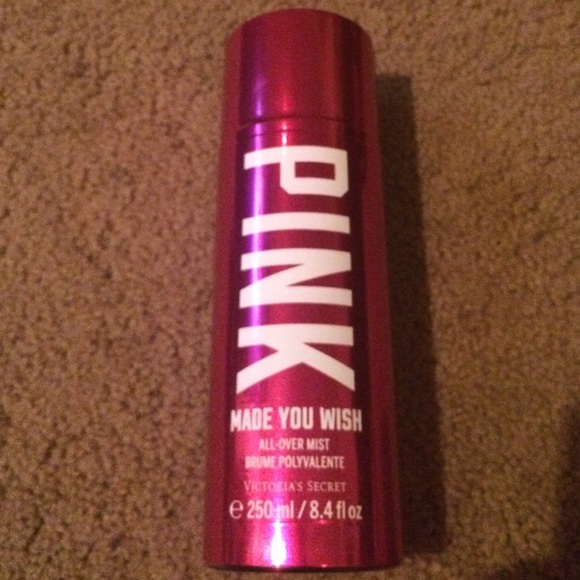 PINK
MADE YOU WISH
ALL-OVER MIST
BRUME POLYVALENTE
VICTORIA'S SECRET
℮ 250 ml / 8.4 fl oz